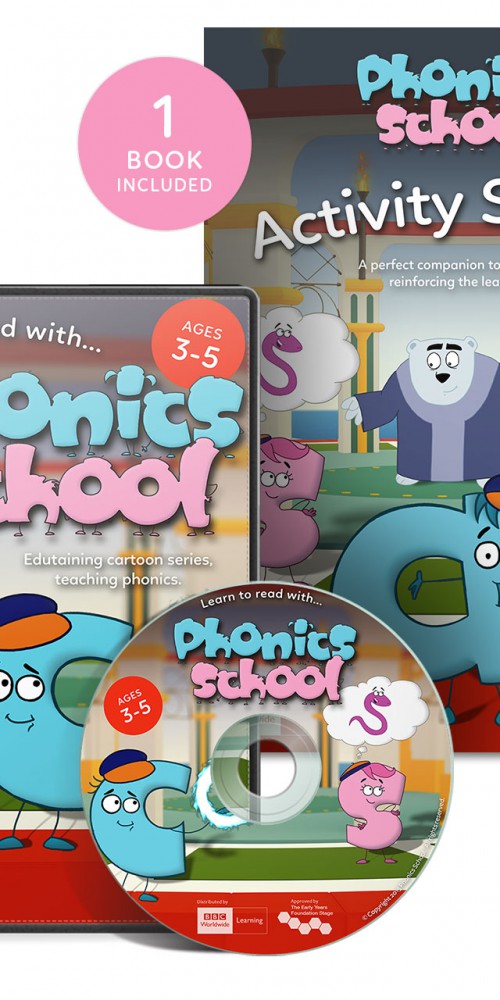 1
BOOK
INCLUDED
Phoni
schoo
Activity S
A perfect companion to
reinforcing the lea
d with...
AGES
3-5
onics
school
Edutaining cartoon series,
teaching phonics.
Learn to read with...
Phonics
school
AGES
3-5
S
Distributed by
BBC
Worldwide
Learning
Approved by
The Early Years
Foundation Stage